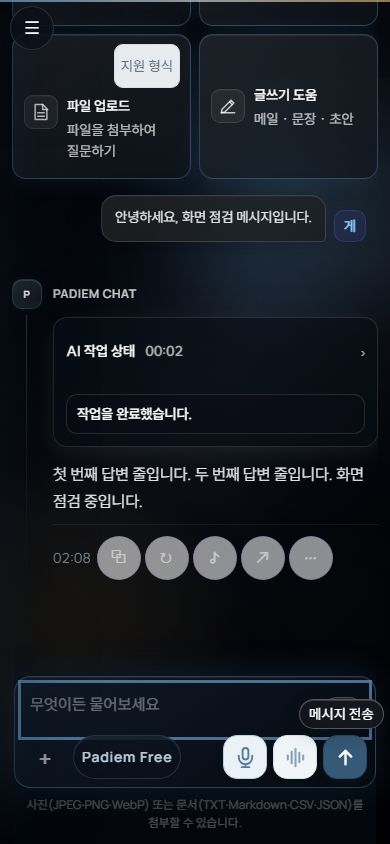 지원 형식
파일 업로드
파일을 첨부하여
질문하기
글쓰기 도움
메일 · 문장 · 초안
안녕하세요, 화면 점검 메시지입니다.
게
P
PADIEM CHAT
AI 작업 상태 00:02
작업을 완료했습니다.
첫 번째 답변 줄입니다. 두 번째 답변 줄입니다. 화면
점검 중입니다.
02:08
무엇이든 물어보세요
메시지 전송
Padiem Free
사진(JPEG·PNG·WebP) 또는 문서(TXT·Markdown·CSV·JSON)를
첨부할 수 있습니다.